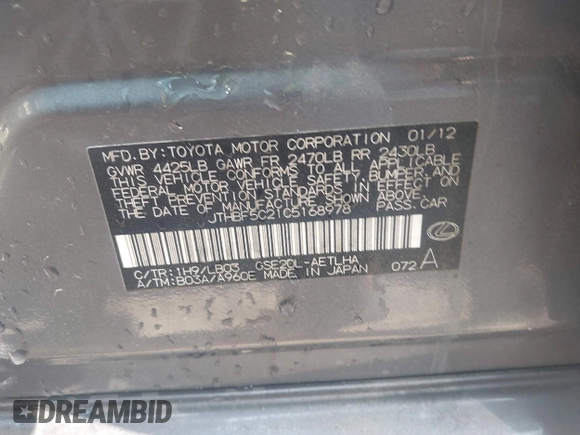 MFD.BY:TOYOTA MOTOR CORPORATION 01/12
GVWR 4425LB GAWR FR 2470LB RR 2430LB
THIS VEHICLE CONFORMS TO ALL APPLICABLE
FEDERAL MOTOR VEHICLE SAFETY, BUMPER, AND
THEFT PREVENTION STANDARDS IN EFFECT ON
THE DATE OF MANUFACTURE SHOWN ABOVE.
JTHBF5C21C5168978 PASS.CAR
C/TR:1H9/LB03 GSE20L-AETLHA
A/TM:B03A/A960E MADE IN JAPAN 072 A
DREAMBID